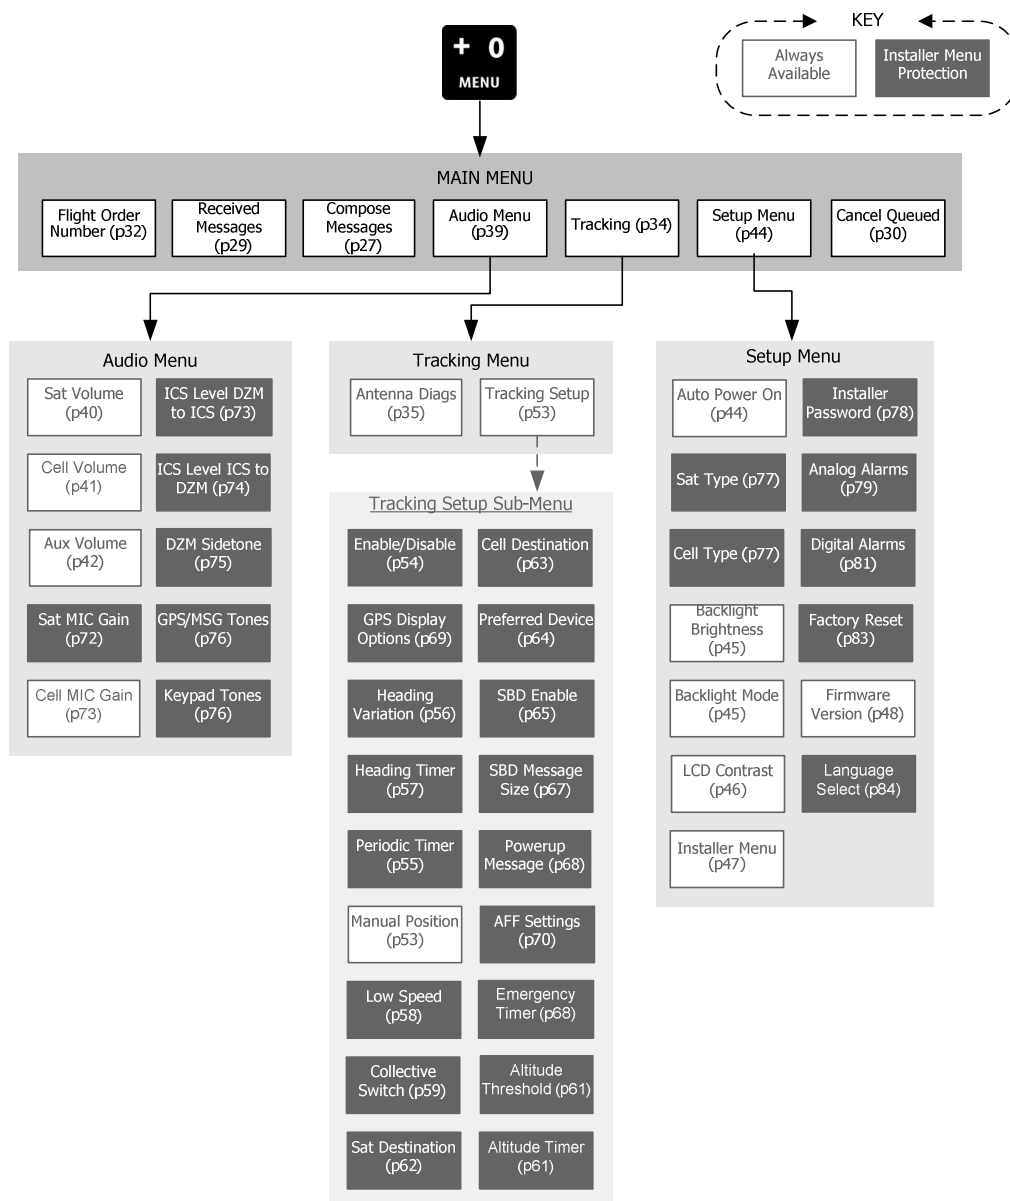 + 0
MENU
KEY
Always
Available
Installer Menu
Protection
MAIN MENU
Flight Order
Number (p32)
Received
Messages
(p29)
Compose
Messages
(p27)
Audio Menu
(p39)
Tracking (p34)
Setup Menu
(p44)
Cancel Queued
(p30)
Audio Menu
Sat Volume
(p40)
ICS Level DZM
to ICS (p73)
Cell Volume
(p41)
ICS Level ICS to
DZM (p74)
Aux Volume
(p42)
DZM Sidetone
(p75)
Sat MIC Gain
(p72)
GPS/MSG Tones
(p76)
Cell MIC Gain
(p73)
Keypad Tones
(p76)
Tracking Menu
Antenna Diags
(p35)
Tracking Setup
(p53)
Tracking Setup Sub-Menu
Enable/Disable
(p54)
Cell Destination
(p63)
GPS Display
Options (p69)
Preferred Device
(p64)
Heading
Variation (p56)
SBD Enable
(p65)
Heading Timer
(p57)
SBD Message
Size (p67)
Periodic Timer
(p55)
Powerup
Message (p68)
Manual Position
(p53)
AFF Settings
(p70)
Low Speed
(p58)
Emergency
Timer (p68)
Collective
Switch (p59)
Altitude
Threshold (p61)
Sat Destination
(p62)
Altitude Timer
(p61)
Setup Menu
Auto Power On
(p44)
Installer
Password (p78)
Sat Type (p77)
Analog Alarms
(p79)
Cell Type (p77)
Digital Alarms
(p81)
Backlight
Brightness
(p45)
Factory Reset
(p83)
Backlight Mode
(p45)
Firmware
Version (p48)
LCD Contrast
(p46)
Language
Select (p84)
Installer Menu
(p47)